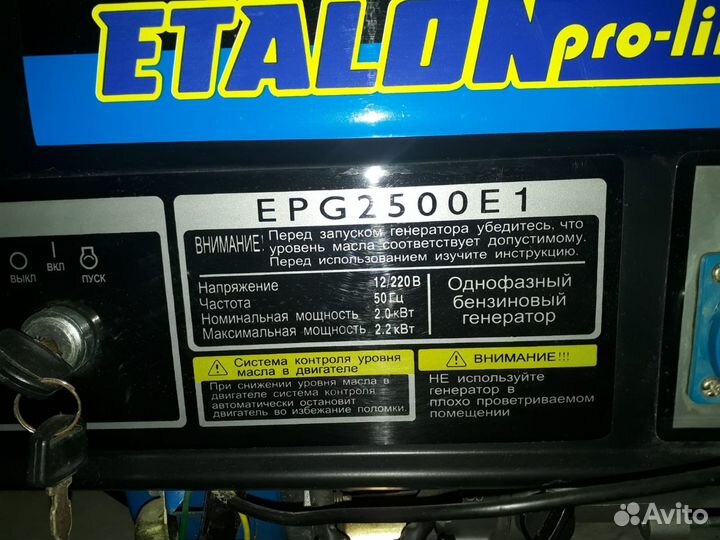 ETALON pro-li
EPG2500E1
ВНИМАНИЕ! Перед запуском генератора убедитесь, что
уровень масла соответствует допустимому.
Перед использованием изучите инструкцию.
Напряжение 12/220 В
Частота 50 Гц
Номинальная мощность 2.0 кВт
Максимальная мощность 2.2 кВт
Однофазный
бензиновый
генератор
ВЫКЛ
ВКЛ
ПУСК
Система контроля уровня
масла в двигателе
При снижении уровня масла в
двигателе система контроля
автоматически остановит
двигатель во избежание поломки.
ВНИМАНИЕ!!!
НЕ используйте
генератор в
плохо проветриваемом
помещении
Avito